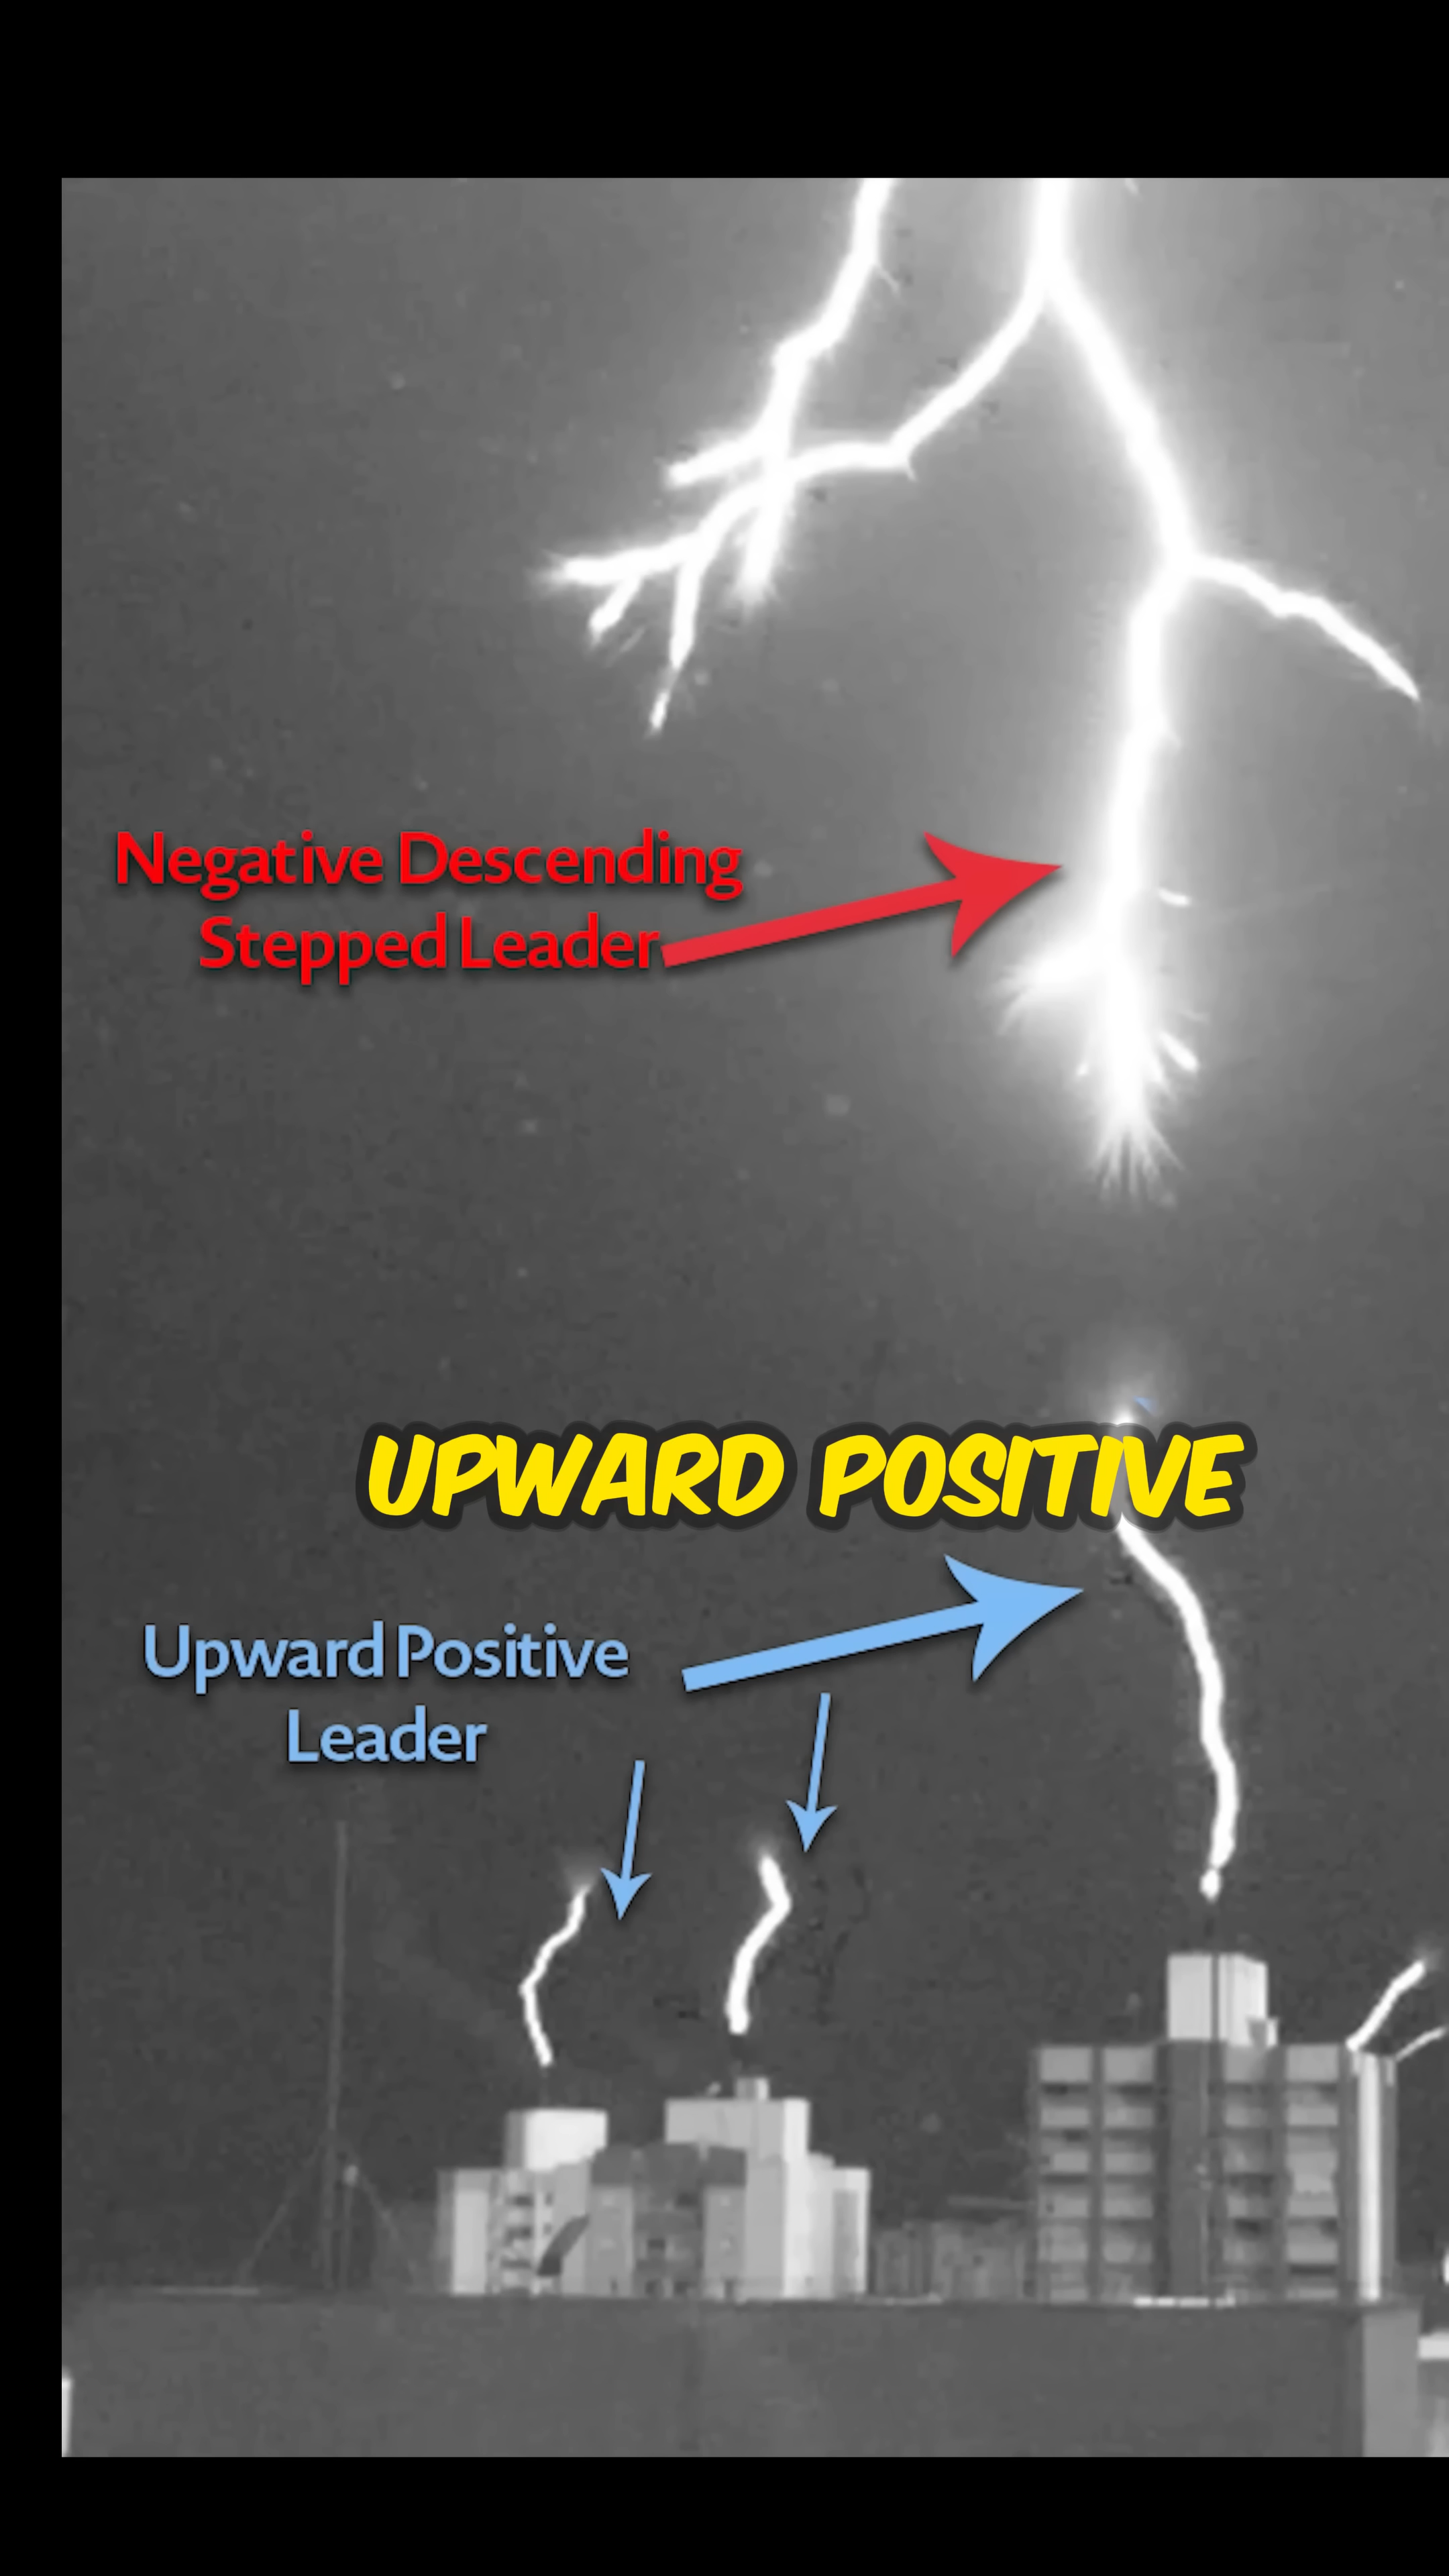 Negative Descending
Stepped Leader
UPWARD POSITIVE
Upward Positive
Leader